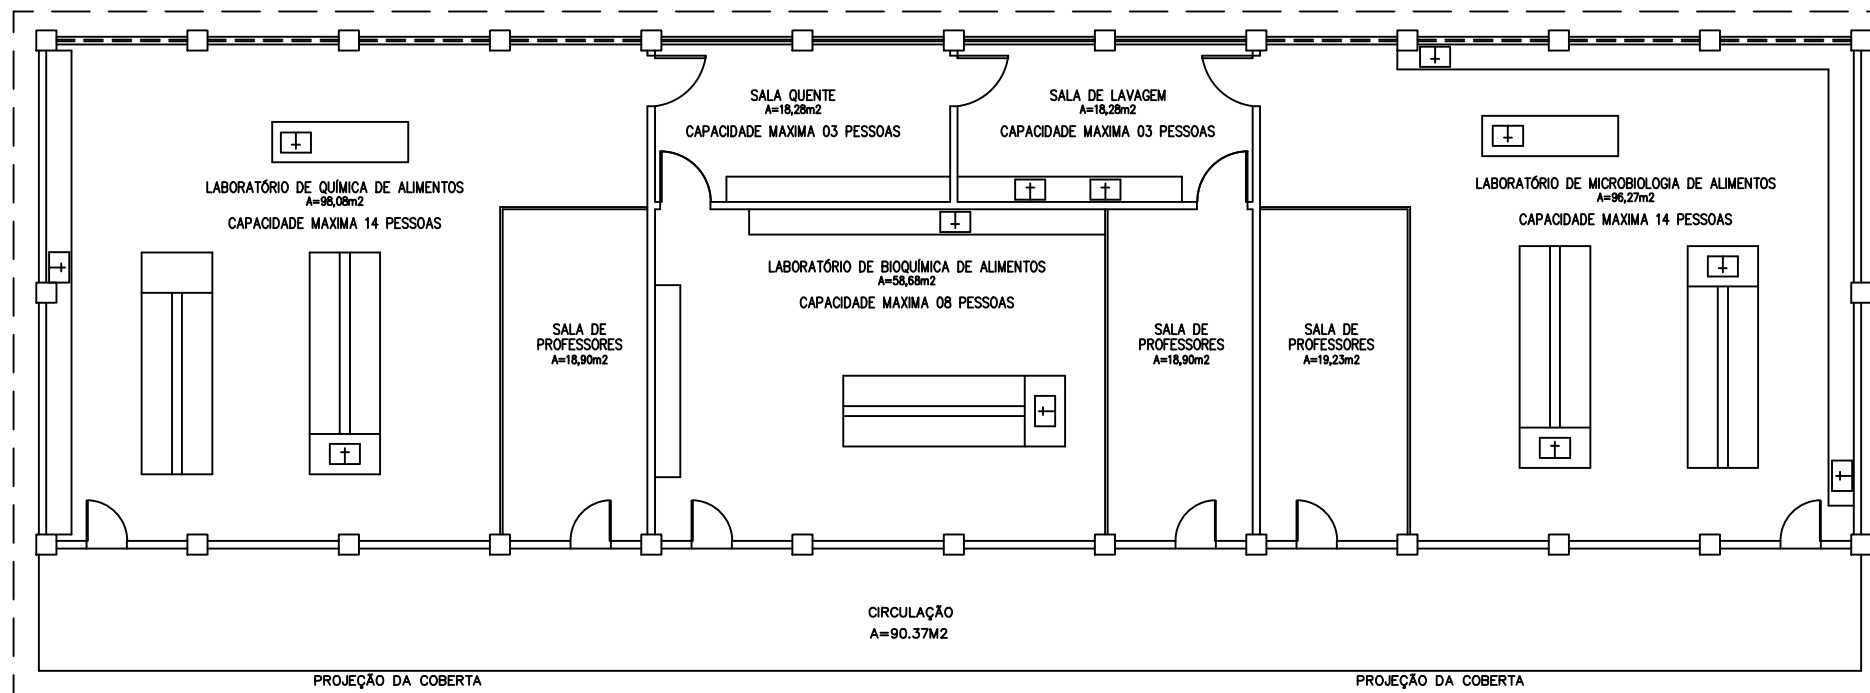 SALA QUENTE
A=18,28m2
CAPACIDADE MAXIMA 03 PESSOAS
SALA DE LAVAGEM
A=18,28m2
CAPACIDADE MAXIMA 03 PESSOAS
LABORATÓRIO DE QUÍMICA DE ALIMENTOS
A=98,08m2
CAPACIDADE MAXIMA 14 PESSOAS
LABORATÓRIO DE MICROBIOLOGIA DE ALIMENTOS
A=96,27m2
CAPACIDADE MAXIMA 14 PESSOAS
LABORATÓRIO DE BIOQUÍMICA DE ALIMENTOS
A=58,68m2
CAPACIDADE MAXIMA 08 PESSOAS
SALA DE
PROFESSORES
A=18,90m2
SALA DE
PROFESSORES
A=18,90m2
SALA DE
PROFESSORES
A=19,23m2
CIRCULAÇÃO
A=90.37M2
PROJEÇÃO DA COBERTA
PROJEÇÃO DA COBERTA